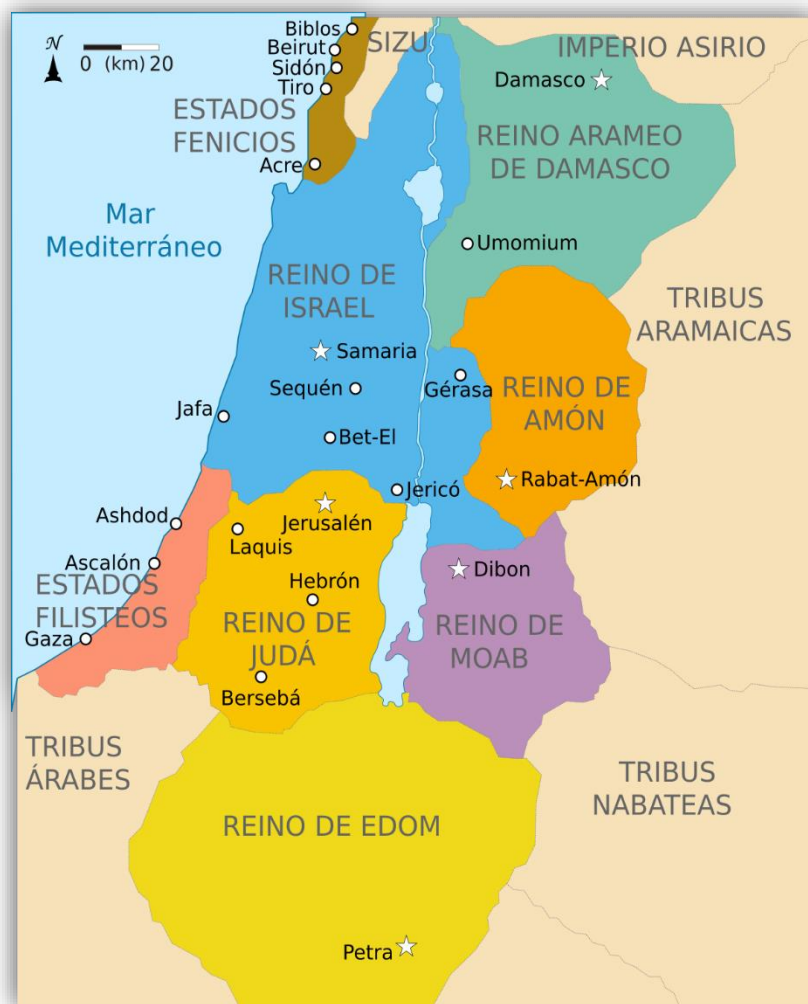 Biblos
Beirut
Sidón
Tiro
SIZU
IMPERIO ASIRIO
N
0 (km) 20
Damasco
ESTADOS
FENICIOS
REINO ARAMEO
DE DAMASCO
Acre
Mar
Mediterráneo
Umomium
REINO DE
ISRAEL
TRIBUS
ARAMAICAS
Samaria
Sequén
Gérasa
REINO DE
AMÓN
Jafa
Bet-El
Rabat-Amón
Jericó
Ashdod
Jerusalén
Laquis
Ascalón
Dibon
ESTADOS
FILISTEOS
Hebrón
Gaza
REINO DE
JUDÁ
REINO DE
MOAB
Bersebá
TRIBUS
ÁRABES
TRIBUS
NABATEAS
REINO DE EDOM
Petra